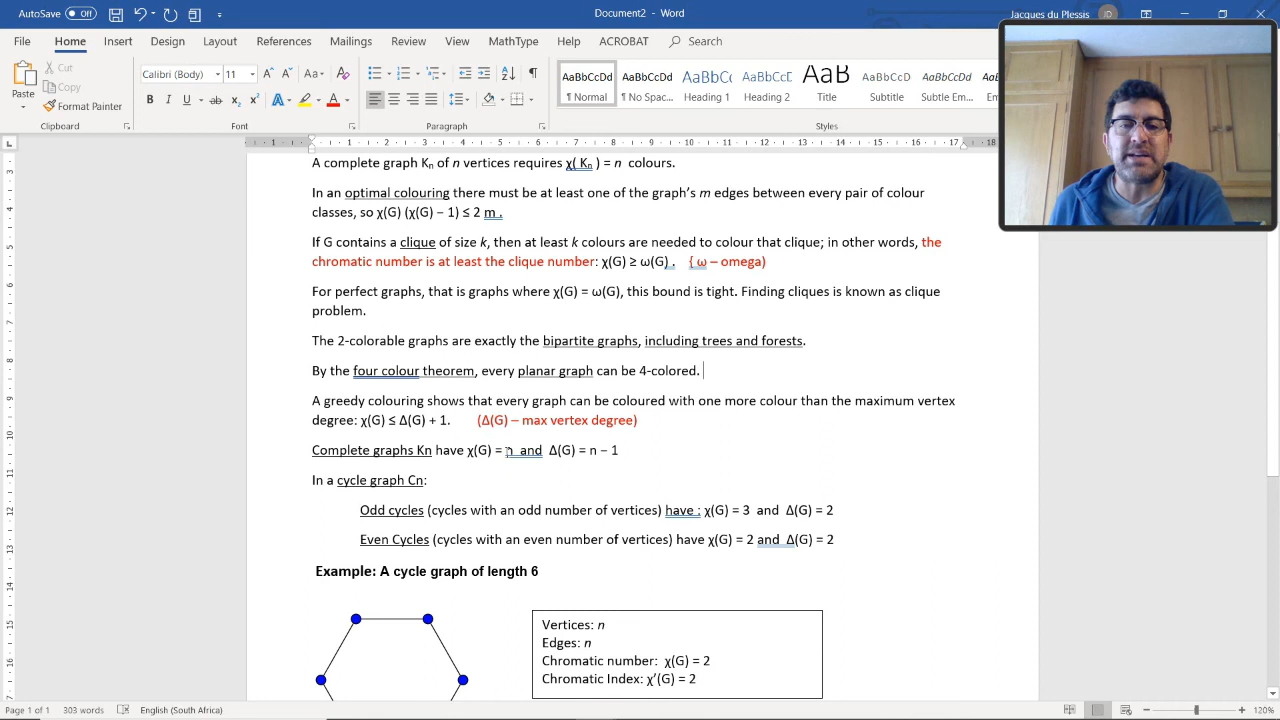 AutoSave Off Document2 - Word Jacques du Plessis
File Home Insert Draw Design Layout References Mailings Review View MathType Help ACROBAT Search
Paste Cut Copy Format Painter
Calibri (Body) 11
AaBbCcDd AaBbCcDd AaBbCc AaBbCcE AaB AaBbCcD AaBbCcDd AaBbCcDd
¶ Normal ¶ No Spac... Heading 1 Heading 2 Title Subtitle Subtle Em...
Clipboard Font Paragraph Styles
A complete graph Kn of n vertices requires χ( Kn ) = n colours.
In an optimal colouring there must be at least one of the graph’s m edges between every pair of colour
classes, so χ(G) (χ(G) − 1) ≤ 2 m .
If G contains a clique of size k, then at least k colours are needed to colour that clique; in other words, the
chromatic number is at least the clique number: χ(G) ≥ ω(G) . { ω – omega)
For perfect graphs, that is graphs where χ(G) = ω(G), this bound is tight. Finding cliques is known as clique
problem.
The 2-colorable graphs are exactly the bipartite graphs, including trees and forests.
By the four colour theorem, every planar graph can be 4-colored.
A greedy colouring shows that every graph can be coloured with one more colour than the maximum vertex
degree: χ(G) ≤ Δ(G) + 1. (Δ(G) – max vertex degree)
Complete graphs Kn have χ(G) = n and Δ(G) = n − 1
In a cycle graph Cn:
Odd cycles (cycles with an odd number of vertices) have : χ(G) = 3 and Δ(G) = 2
Even Cycles (cycles with an even number of vertices) have χ(G) = 2 and Δ(G) = 2
Example: A cycle graph of length 6
Vertices: n
Edges: n
Chromatic number: χ(G) = 2
Chromatic Index: χ’(G) = 2
Page 1 of 1 303 words English (South Africa) 120%